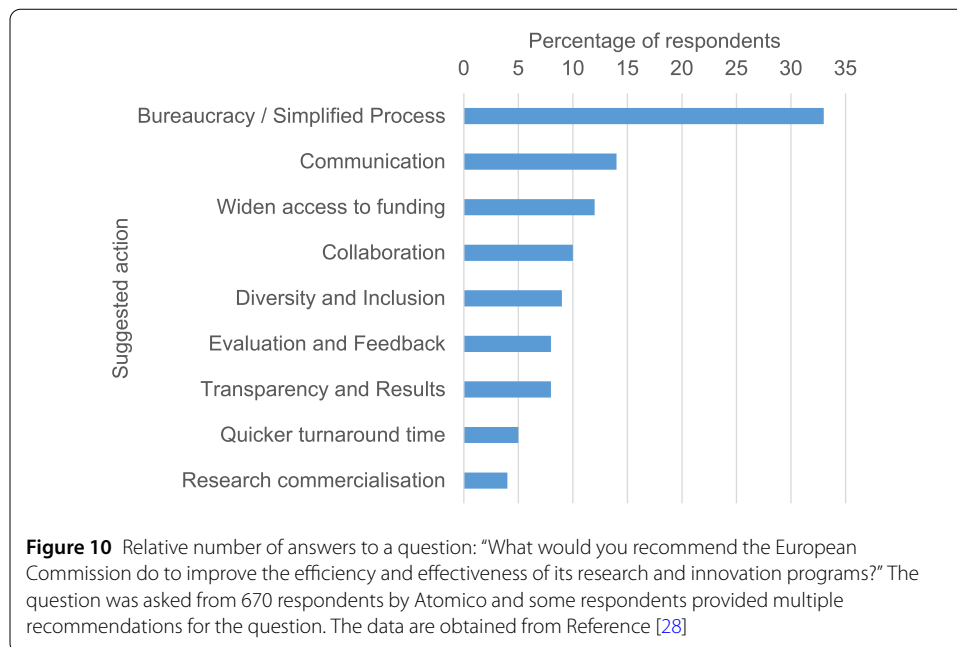 Percentage of respondents
0 5 10 15 20 25 30 35
Suggested action
Bureaucracy / Simplified Process
Communication
Widen access to funding
Collaboration
Diversity and Inclusion
Evaluation and Feedback
Transparency and Results
Quicker turnaround time
Research commercialisation
Figure 10 Relative number of answers to a question: “What would you recommend the European
Commission do to improve the efficiency and effectiveness of its research and innovation programs?” The
question was asked from 670 respondents by Atomico and some respondents provided multiple
recommendations for the question. The data are obtained from Reference [28]